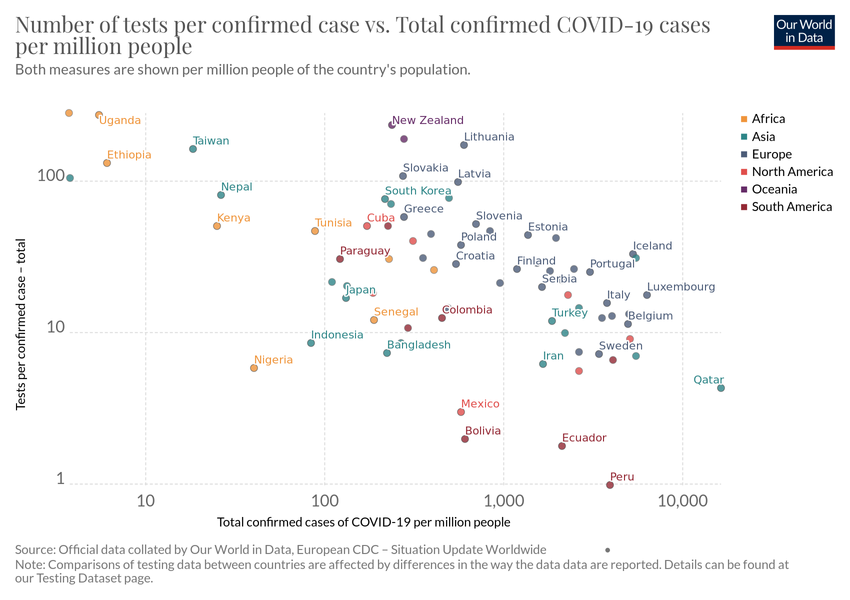 Number of tests per confirmed case vs. Total confirmed COVID-19 cases
per million people
Our World
in Data
Both measures are shown per million people of the country's population.
Uganda
New Zealand
Africa
Taiwan
Lithuania
Asia
Ethiopia
Europe
Slovakia
Latvia
North America
100
Nepal
South Korea
Oceania
Greece
South America
Kenya
Tunisia
Cuba
Slovenia
Estonia
Poland
Paraguay
Croatia
Finland
Iceland
Portugal
Serbia
Japan
Italy
Luxembourg
Senegal
Colombia
Turkey
Belgium
10
Indonesia
Bangladesh
Iran
Sweden
Nigeria
Qatar
Mexico
Bolivia
Ecuador
Peru
1
Tests per confirmed case – total
10
100
1,000
10,000
Total confirmed cases of COVID-19 per million people
Source: Official data collated by Our World in Data, European CDC – Situation Update Worldwide
Note: Comparisons of testing data between countries are affected by differences in the way the data data are reported. Details can be found at
our Testing Dataset page.